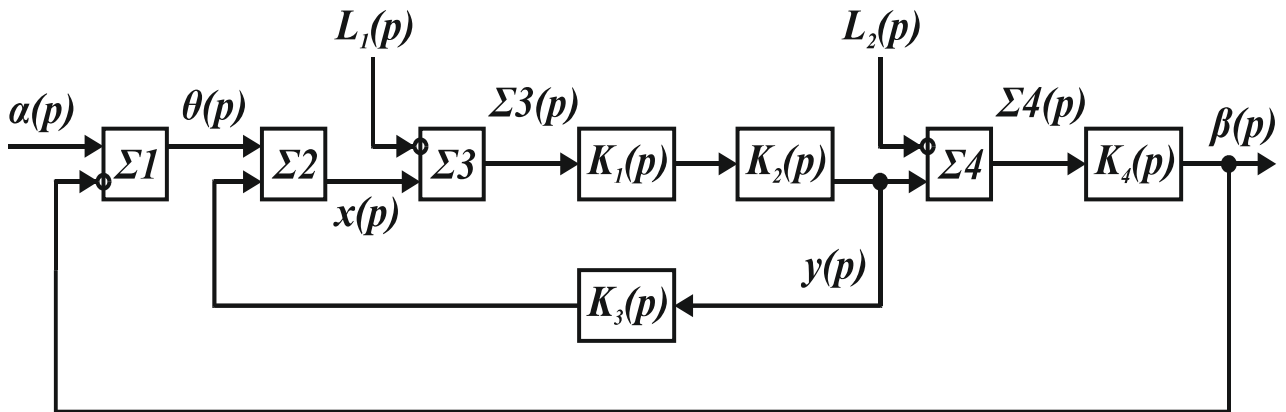 L₁(p)
L₂(p)
α(p)
θ(p)
Σ3(p)
Σ4(p)
β(p)
Σ1
Σ2
Σ3
K₁(p)
K₂(p)
Σ4
K₄(p)
x(p)
y(p)
K₃(p)